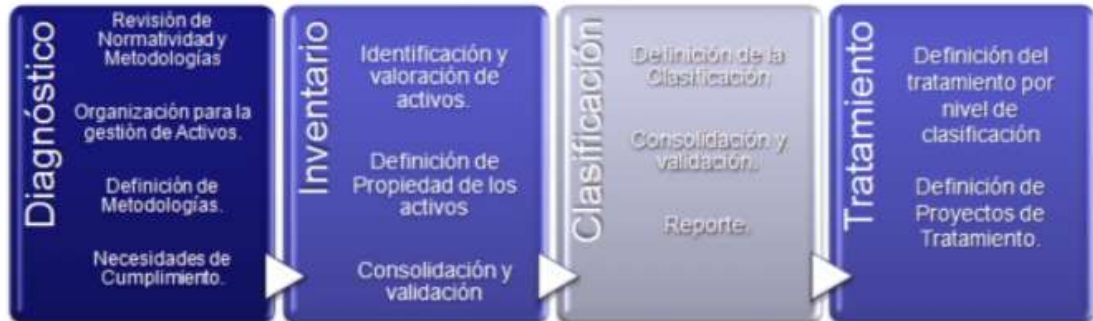 Diagnóstico
Revisión de
Normatividad y
Metodologías
Organización para la
gestión de Activos.
Definición de
Metodologías.
Necesidades de
Cumplimiento.
Inventario
Identificación y
valoración de
activos.
Definición de
Propiedad de los
activos
Consolidación y
validación
Clasificación
Definición de la
Clasificación
Consolidación y
validación.
Reporte.
Tratamiento
Definición del
tratamiento por
nivel de
clasificación
Definición de
Proyectos de
Tratamiento.